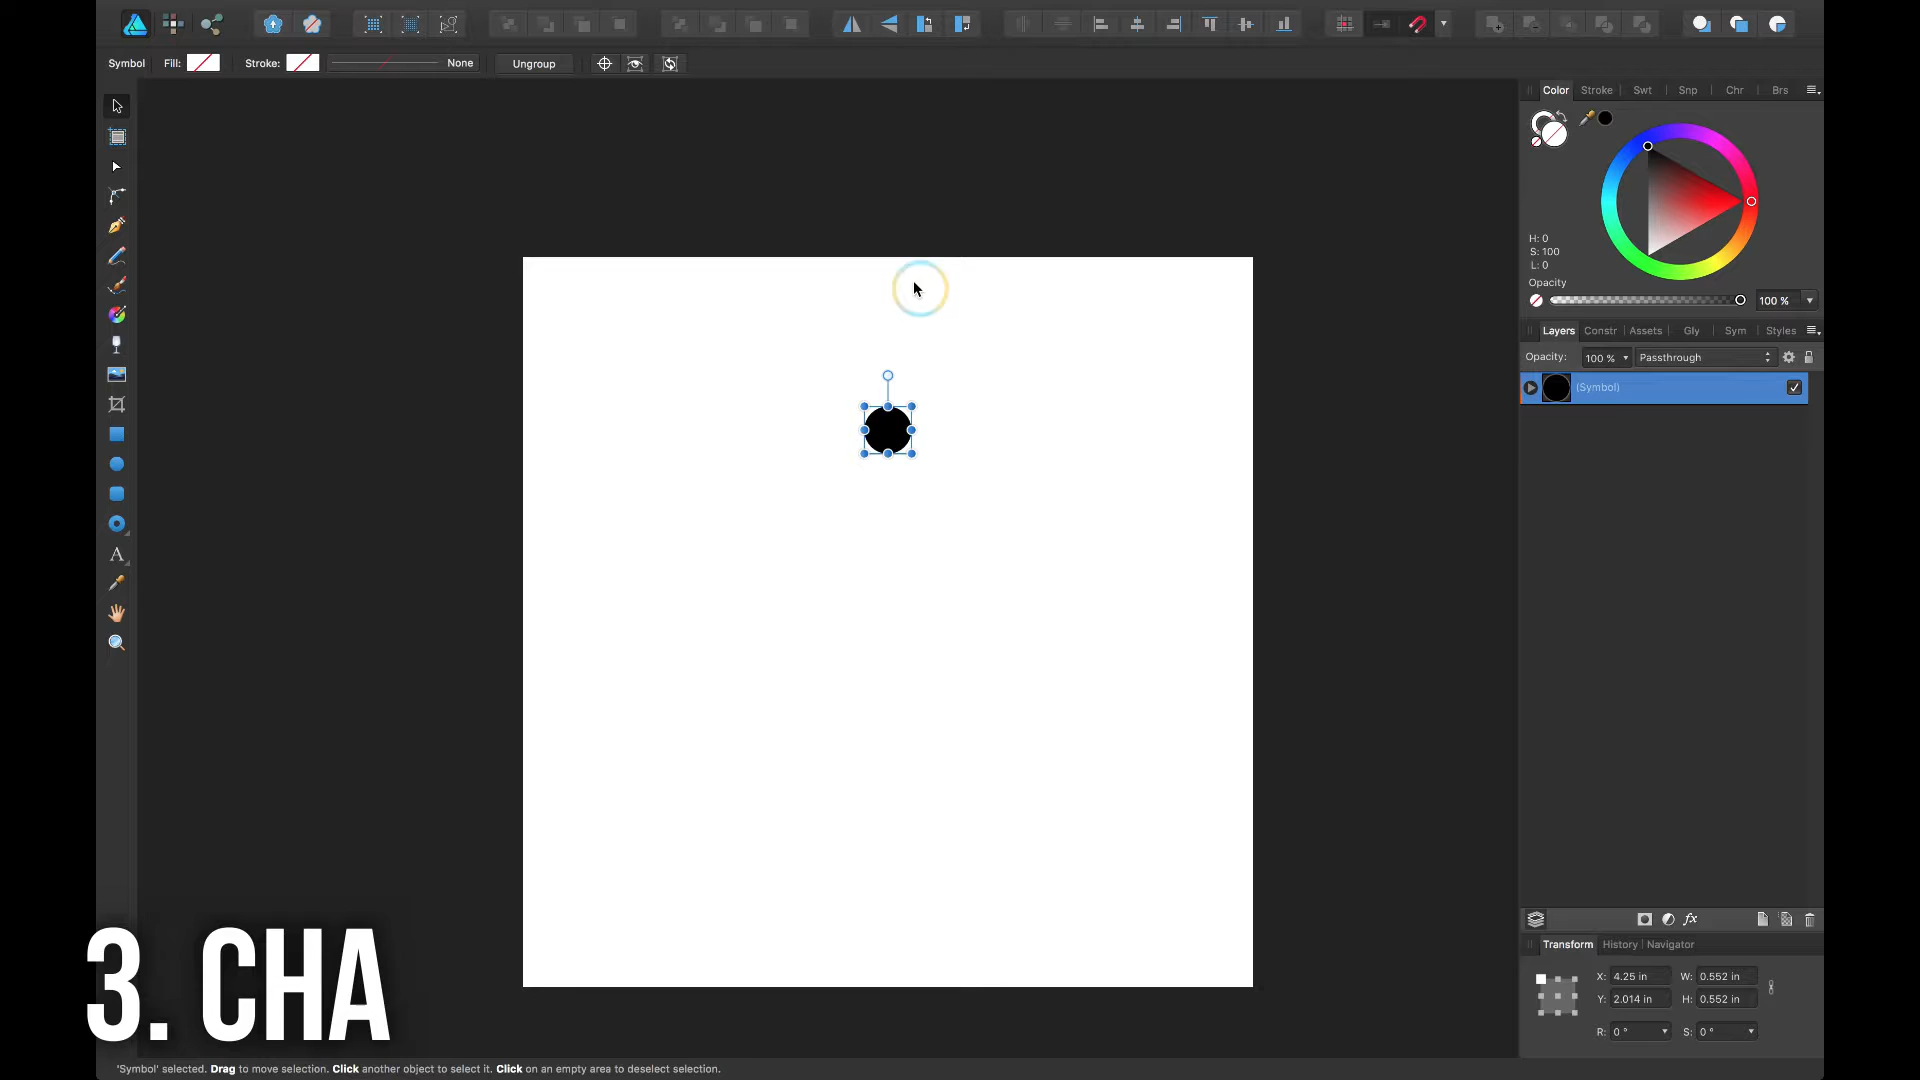 Symbol Fill: Stroke: None Ungroup
Color Stroke Swt Snp Chr Brs
H: 0
S: 100
L: 0
Opacity
100 %
Layers Constr Assets Gly Sym Styles
Opacity: 100 % Passthrough
(Symbol)
A
fx
Transform History Navigator
X: 4.25 in W: 0.552 in
Y: 2.014 in H: 0.552 in
R: 0 ° S: 0 °
3. CHA
'Symbol' selected. Drag to move selection. Click another object to select it. Click on an empty area to deselect selection.